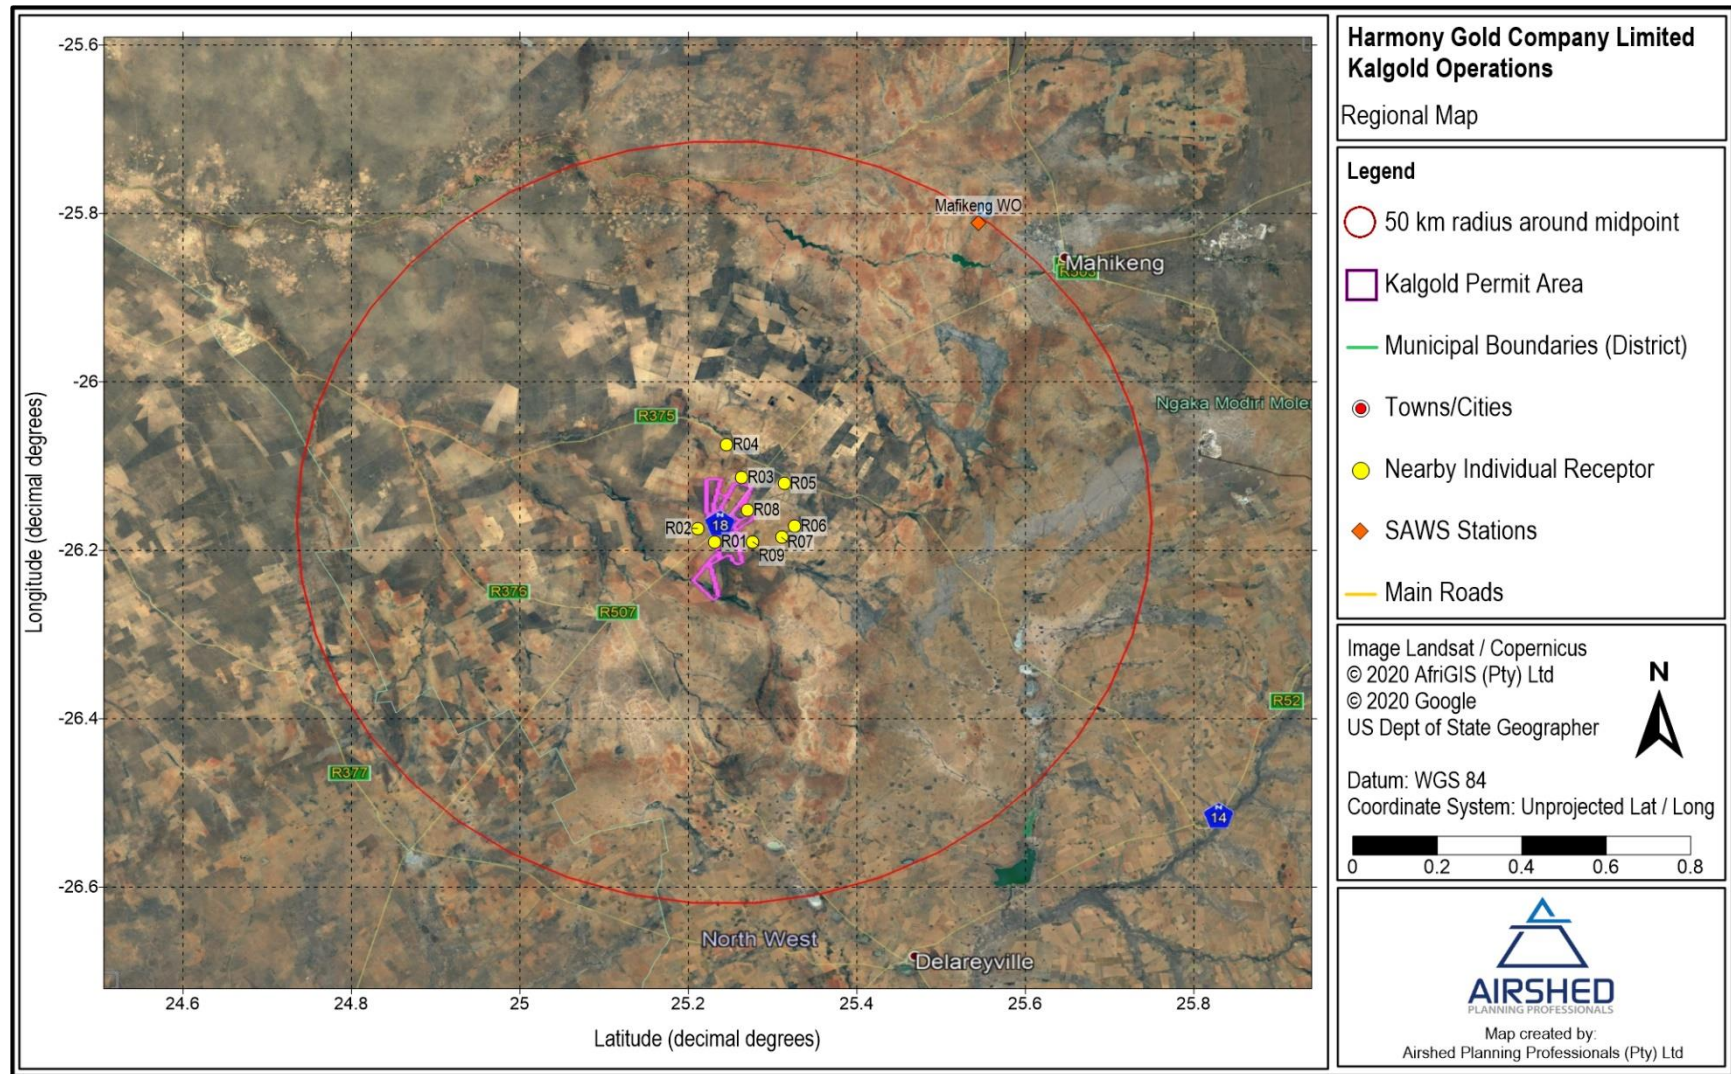 Harmony Gold Company Limited
Kalgold Operations
Regional Map
Legend
50 km radius around midpoint
Kalgold Permit Area
Municipal Boundaries (District)
Towns/Cities
Nearby Individual Receptor
SAWS Stations
Main Roads
Image Landsat / Copernicus
© 2020 AfriGIS (Pty) Ltd
© 2020 Google
US Dept of State Geographer
N
Datum: WGS 84
Coordinate System: Unprojected Lat / Long
0 0.2 0.4 0.6 0.8
AIRSHED
PLANNING PROFESSIONALS
Map created by:
Airshed Planning Professionals (Pty) Ltd
Longitude (decimal degrees)
-25.6
-25.8
-26
-26.2
-26.4
-26.6
24.6 24.8 25 25.2 25.4 25.6 25.8
Latitude (decimal degrees)
Mafikeng WO
Mahikeng
Ngaka Modiri Moler
R375
R04
R03
R05
R08
N
18
R02
R06
R01
R07
R09
R375
R507
R52
R377
N
14
North West
Delareyville